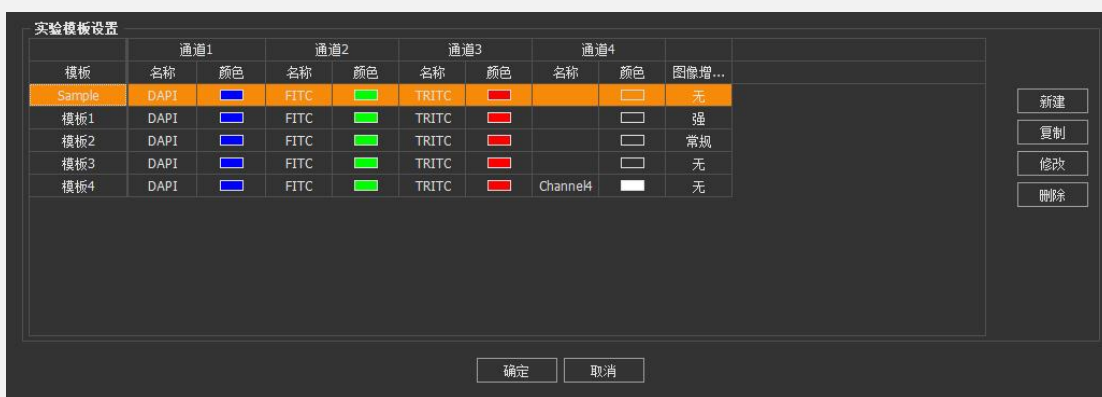 实验模板设置
通道1 通道2 通道3 通道4
模板 名称 颜色 名称 颜色 名称 颜色 名称 颜色 图像增...
Sample DAPI FITC TRITC 无
模板1 DAPI FITC TRITC 强
模板2 DAPI FITC TRITC 常规
模板3 DAPI FITC TRITC 无
模板4 DAPI FITC TRITC Channel4 无
新建
复制
修改
删除
确定 取消